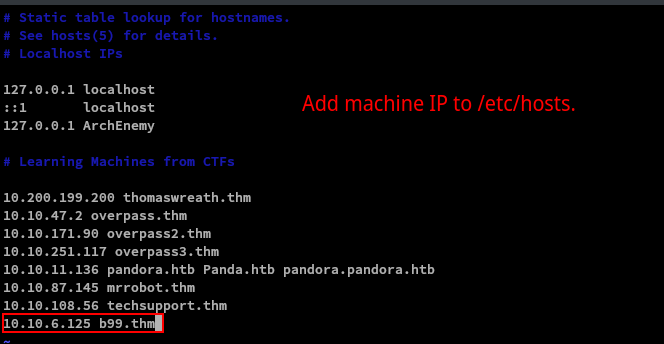 # Static table lookup for hostnames.
# See hosts(5) for details.
# Localhost IPs
127.0.0.1 localhost
::1       localhost
Add machine IP to /etc/hosts.
127.0.0.1 ArchEnemy
# Learning Machines from CTFs
10.200.199.200 thomaswreath.thm
10.10.47.2 overpass.thm
10.10.171.90 overpass2.thm
10.10.251.117 overpass3.thm
10.10.11.136 pandora.htb Panda.htb pandora.pandora.htb
10.10.87.145 mrrobot.thm
10.10.108.56 techsupport.thm
10.10.6.125 b99.thm
~